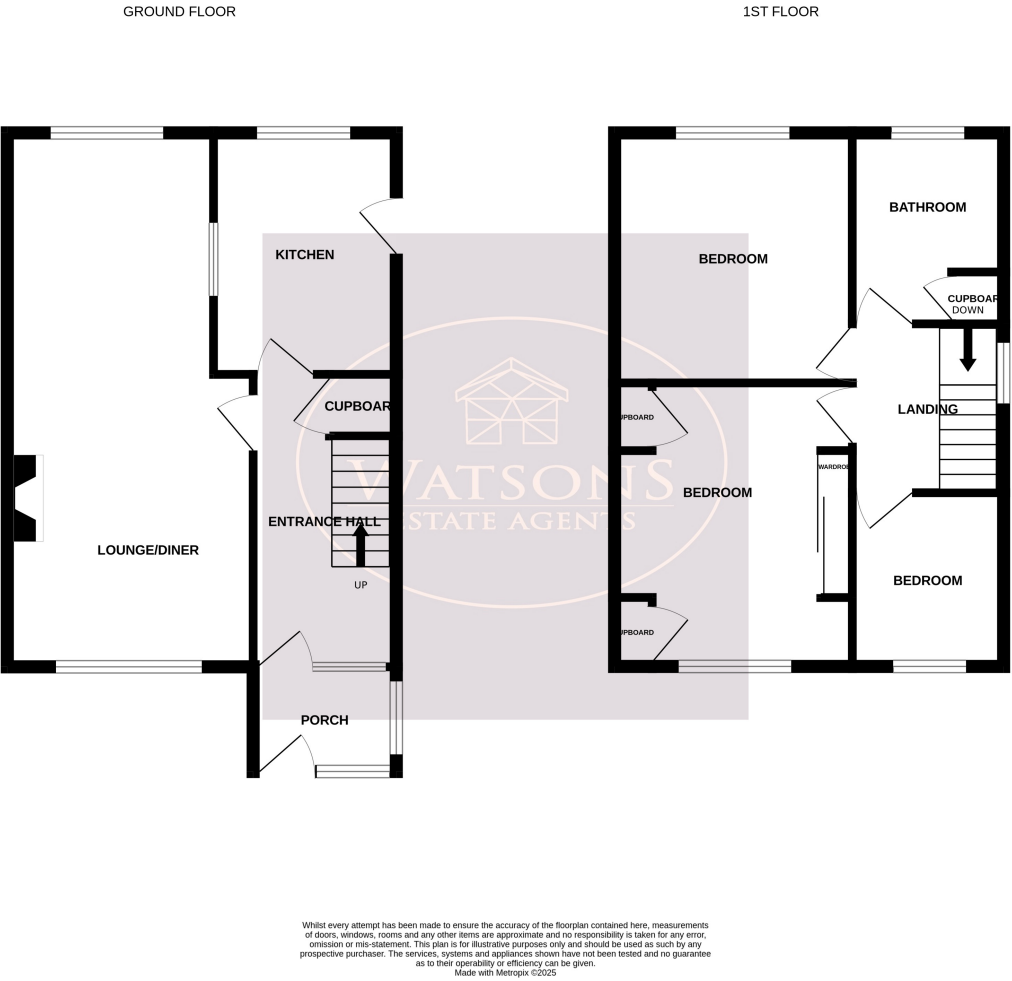 GROUND FLOOR
1ST FLOOR
KITCHEN
CUPBOAR
ENTRANCE HALL
UP
LOUNGE/DINER
PORCH
BATHROOM
BEDROOM
CUPBOAR
DOWN
LANDING
UPBOARD
WARDROB
BEDROOM
BEDROOM
UPBOARD
WATSONS
ESTATE AGENTS
Whilst every attempt has been made to ensure the accuracy of the floorplan contained here, measurements
of doors, windows, rooms and any other items are approximate and no responsibility is taken for any error,
omission or mis-statement. This plan is for illustrative purposes only and should be used as such by any
prospective purchaser. The services, systems and appliances shown have not been tested and no guarantee
as to their operability or efficiency can be given.
Made with Metropix ©2025